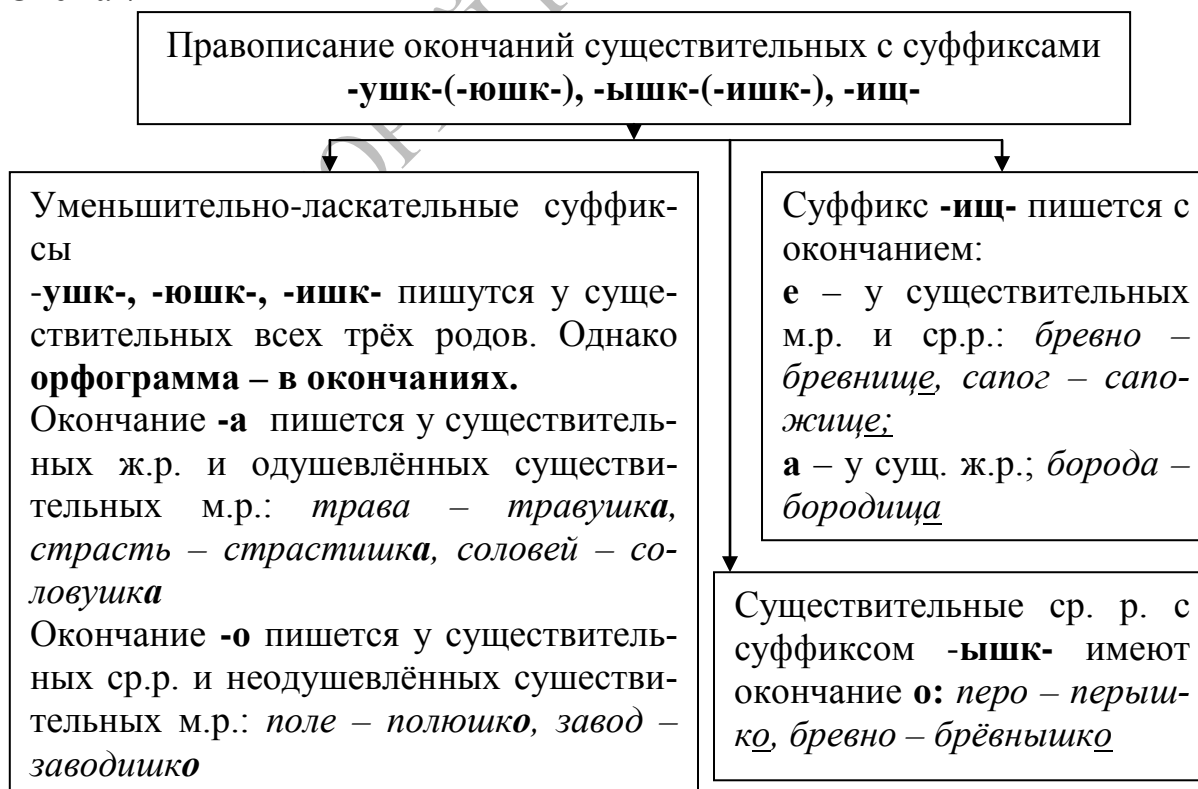 Правописание окончаний существительных с суффиксами
-ушк-(-юшк-), -ышк-(-ишк-), -ищ-
Уменьшительно-ласкательные суффик-
сы
-ушк-, -юшк-, -ишк- пишутся у суще-
ствительных всех трёх родов. Однако
орфограмма – в окончаниях.
Окончание -а пишется у существитель-
ных ж.р. и одушевлённых существи-
тельных м.р.: трава – травушка,
страсть – страстишка, соловей – со-
ловушка
Окончание -о пишется у существитель-
ных ср.р. и неодушевлённых сушестви-
тельных м.р.: поле – полюшко, завод –
заводишко
Суффикс -ищ- пишется с
окончанием:
е – у существительных
м.р. и ср.р.: бревно –
бревнище, сапог – сапо-
жище;
а – у сущ. ж.р.; борода –
бородища
Существительные ср. р. с
суффиксом -ышк- имеют
окончание о: перо – перыш-
ко, бревно – брёвнышко